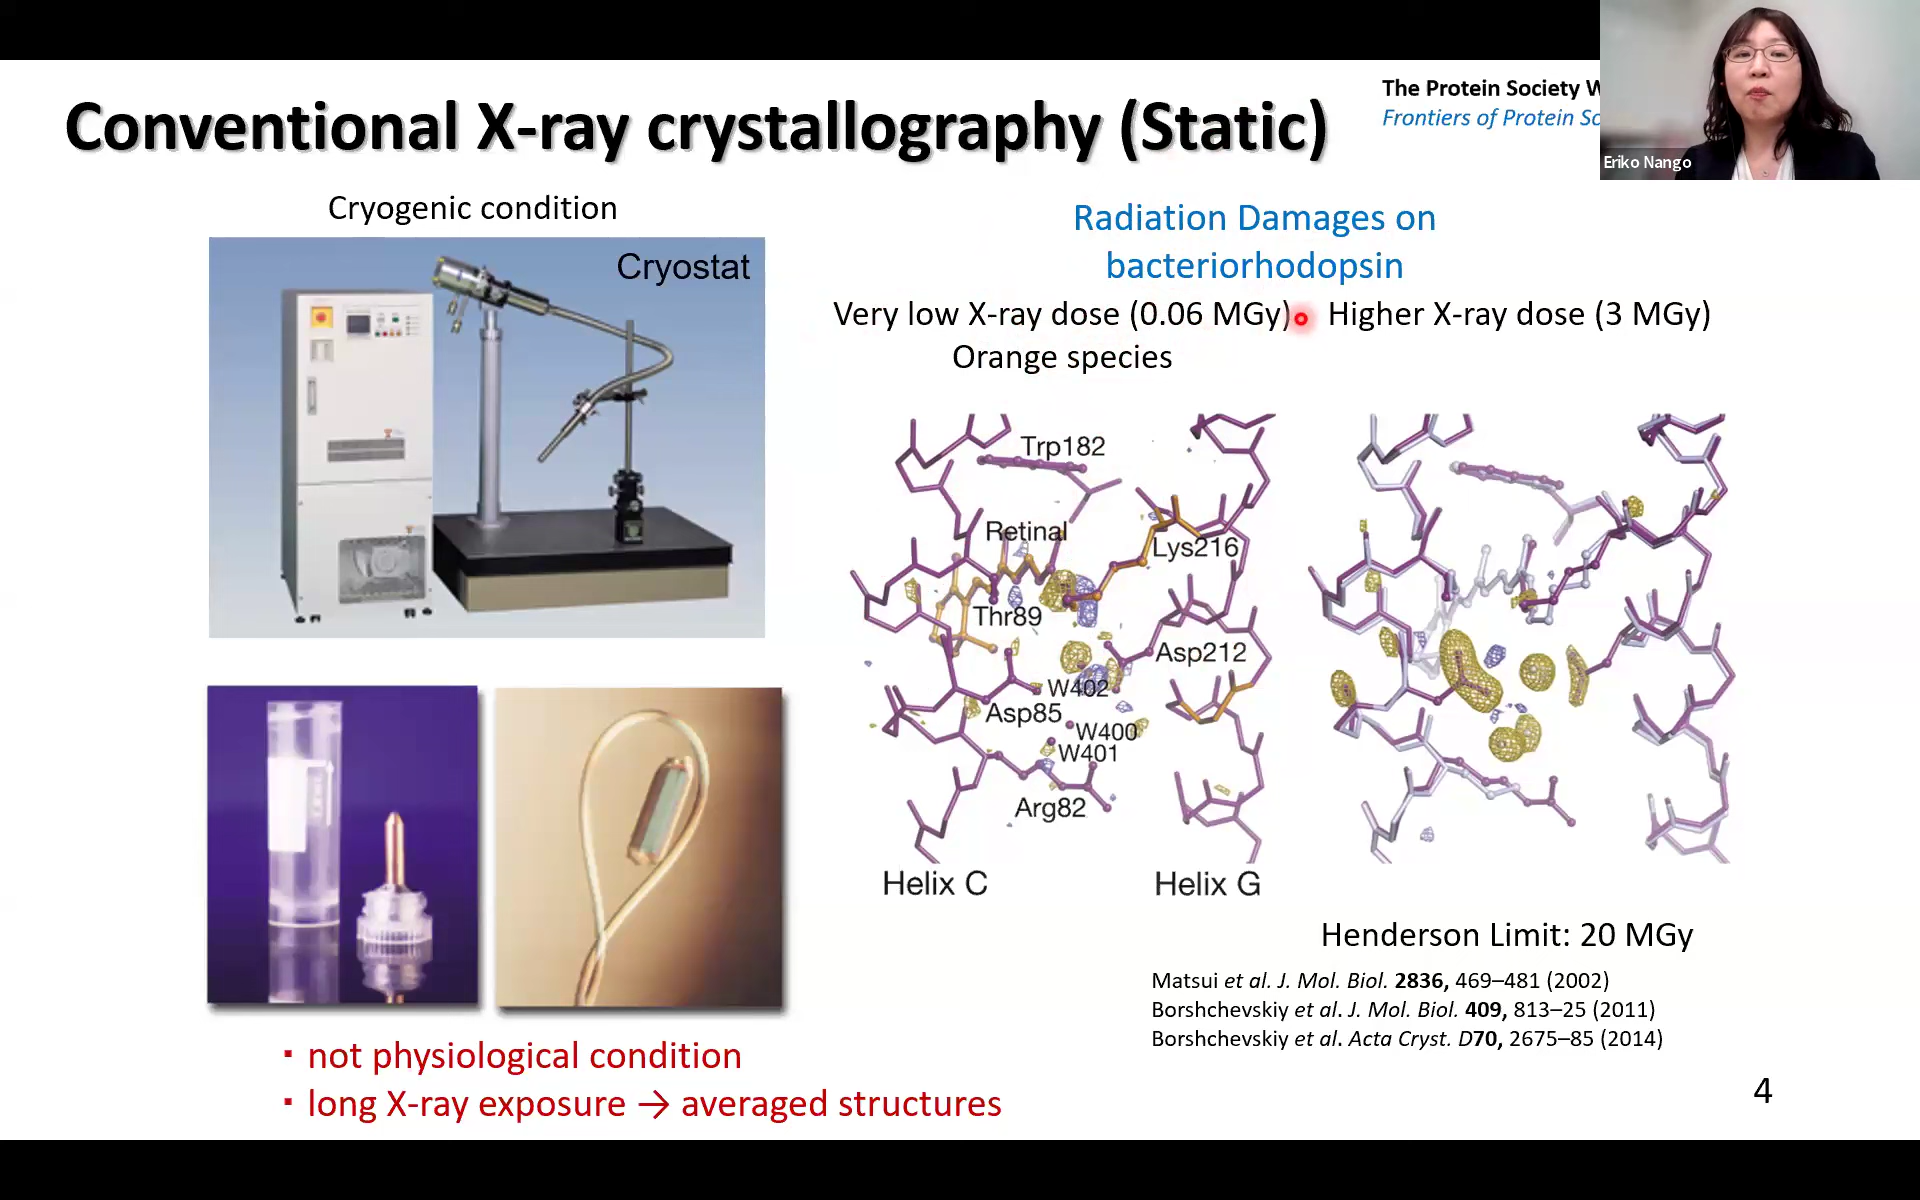 Conventional X-ray crystallography (Static)
The Protein Society W
Frontiers of Protein Sc
Eriko Nango
Cryogenic condition
Cryostat
Radiation Damages on
bacteriorhodopsin
Very low X-ray dose (0.06 MGy)
Higher X-ray dose (3 MGy)
Orange species
Trp182
Retinal
Lys216
Thr89
Asp212
W402
Asp85
W400
W401
Arg82
Helix C
Helix G
Henderson Limit: 20 MGy
Matsui et al. J. Mol. Biol. 2836, 469–481 (2002)
Borshchevskiy et al. J. Mol. Biol. 409, 813–25 (2011)
Borshchevskiy et al. Acta Cryst. D70, 2675–85 (2014)
・not physiological condition
・long X-ray exposure → averaged structures
4